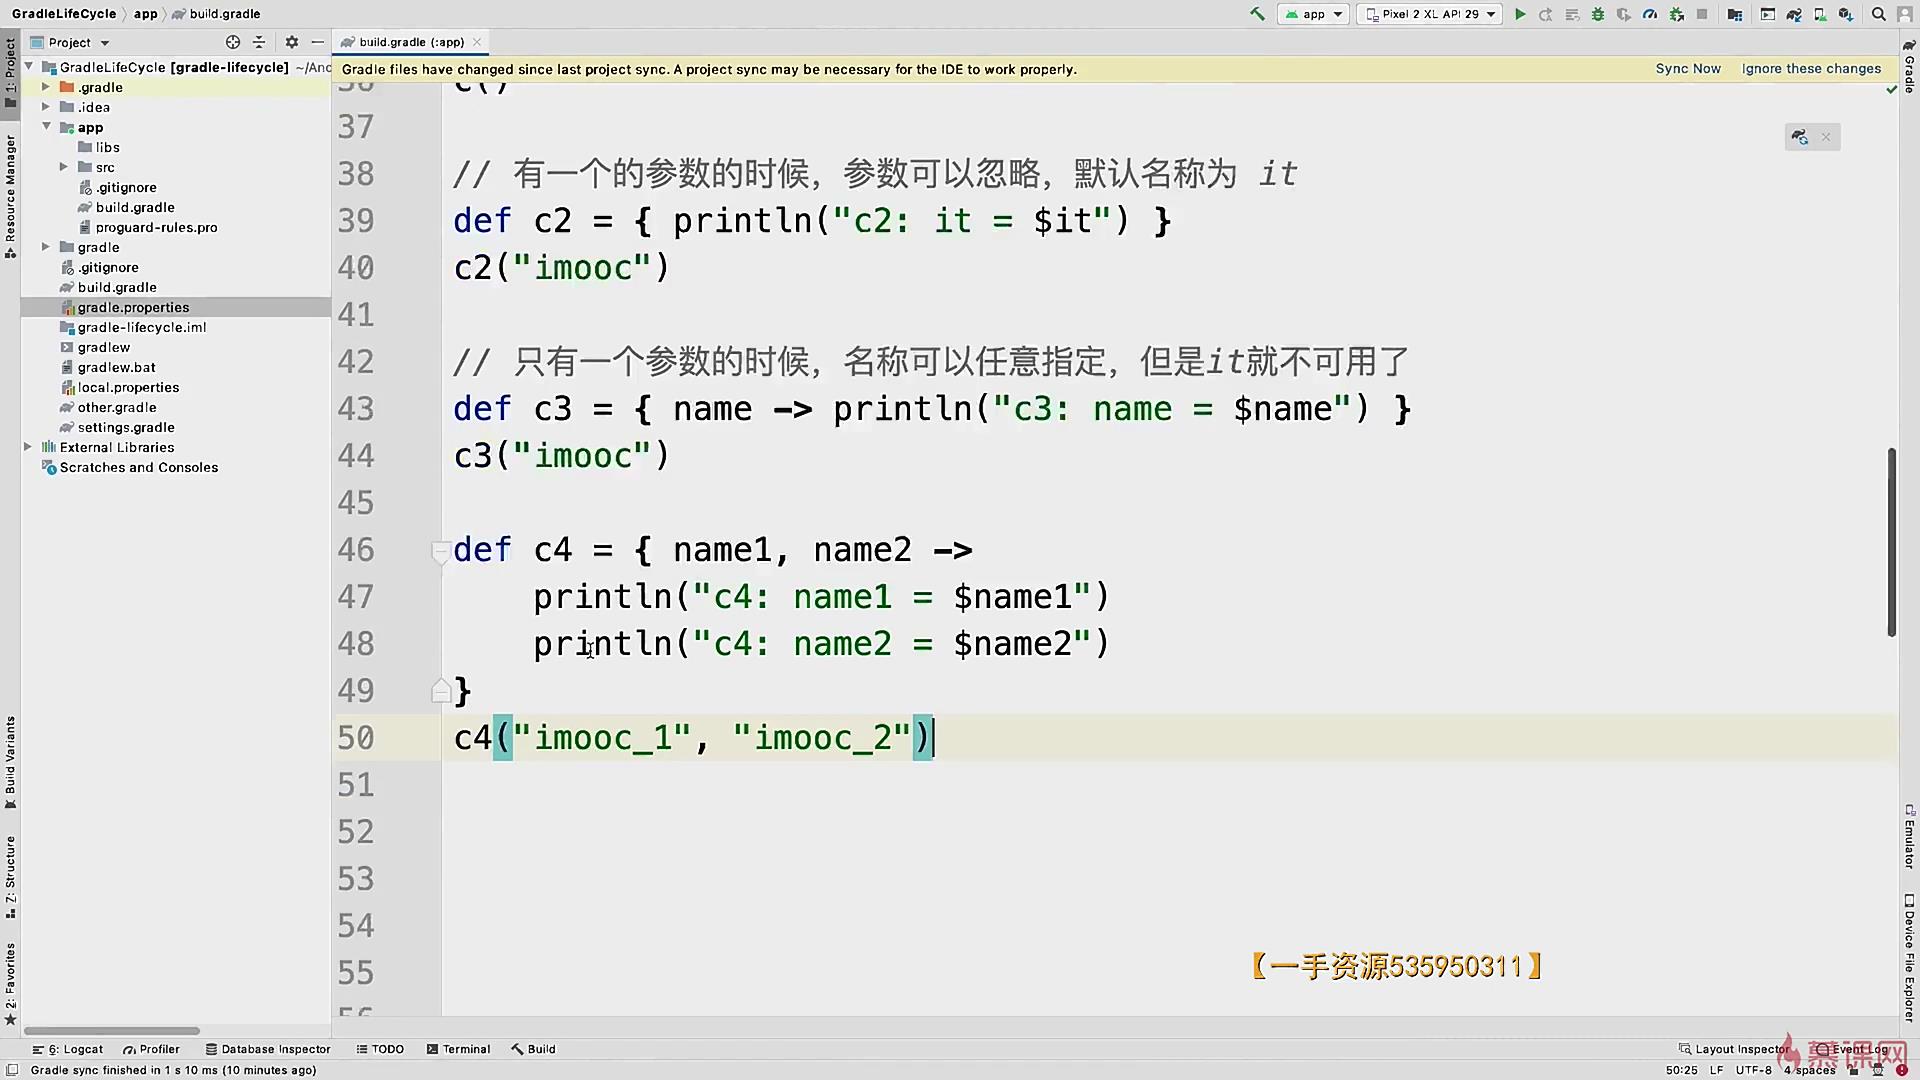 GradleLifeCycle app build.gradle
app Pixel 2 XL API 29
Project
build.gradle (:app)
Gradle files have changed since last project sync. A project sync may be necessary for the IDE to work properly.
Sync Now Ignore these changes
1: Project
Resource Manager
Build Variants
Z: Structure
2: Favorites
GradleLifeCycle [gradle-lifecycle] ~/And
.gradle
.idea
app
libs
src
.gitignore
build.gradle
proguard-rules.pro
gradle
.gitignore
build.gradle
gradle.properties
gradle-lifecycle.iml
gradlew
gradlew.bat
local.properties
other.gradle
settings.gradle
External Libraries
Scratches and Consoles
36 c()
37
38 // 有一个的参数的时候，参数可以忽略，默认名称为 it
39 def c2 = { println("c2: it = $it") }
40 c2("imooc")
41
42 // 只有一个参数的时候，名称可以任意指定，但是it就不可用了
43 def c3 = { name -> println("c3: name = $name") }
44 c3("imooc")
45
46 def c4 = { name1, name2 ->
47 println("c4: name1 = $name1")
48 println("c4: name2 = $name2")
49 }
50 c4("imooc_1", "imooc_2")
51
52
53
54
55
56
【一手资源535950311】
Gradle
Emulator
Device File Explorer
6: Logcat Profiler Database Inspector TODO Terminal Build
Layout Inspector Event Log
慕课网
Gradle sync finished in 1 s 10 ms (10 minutes ago)
50:25 LF UTF-8 4 spaces